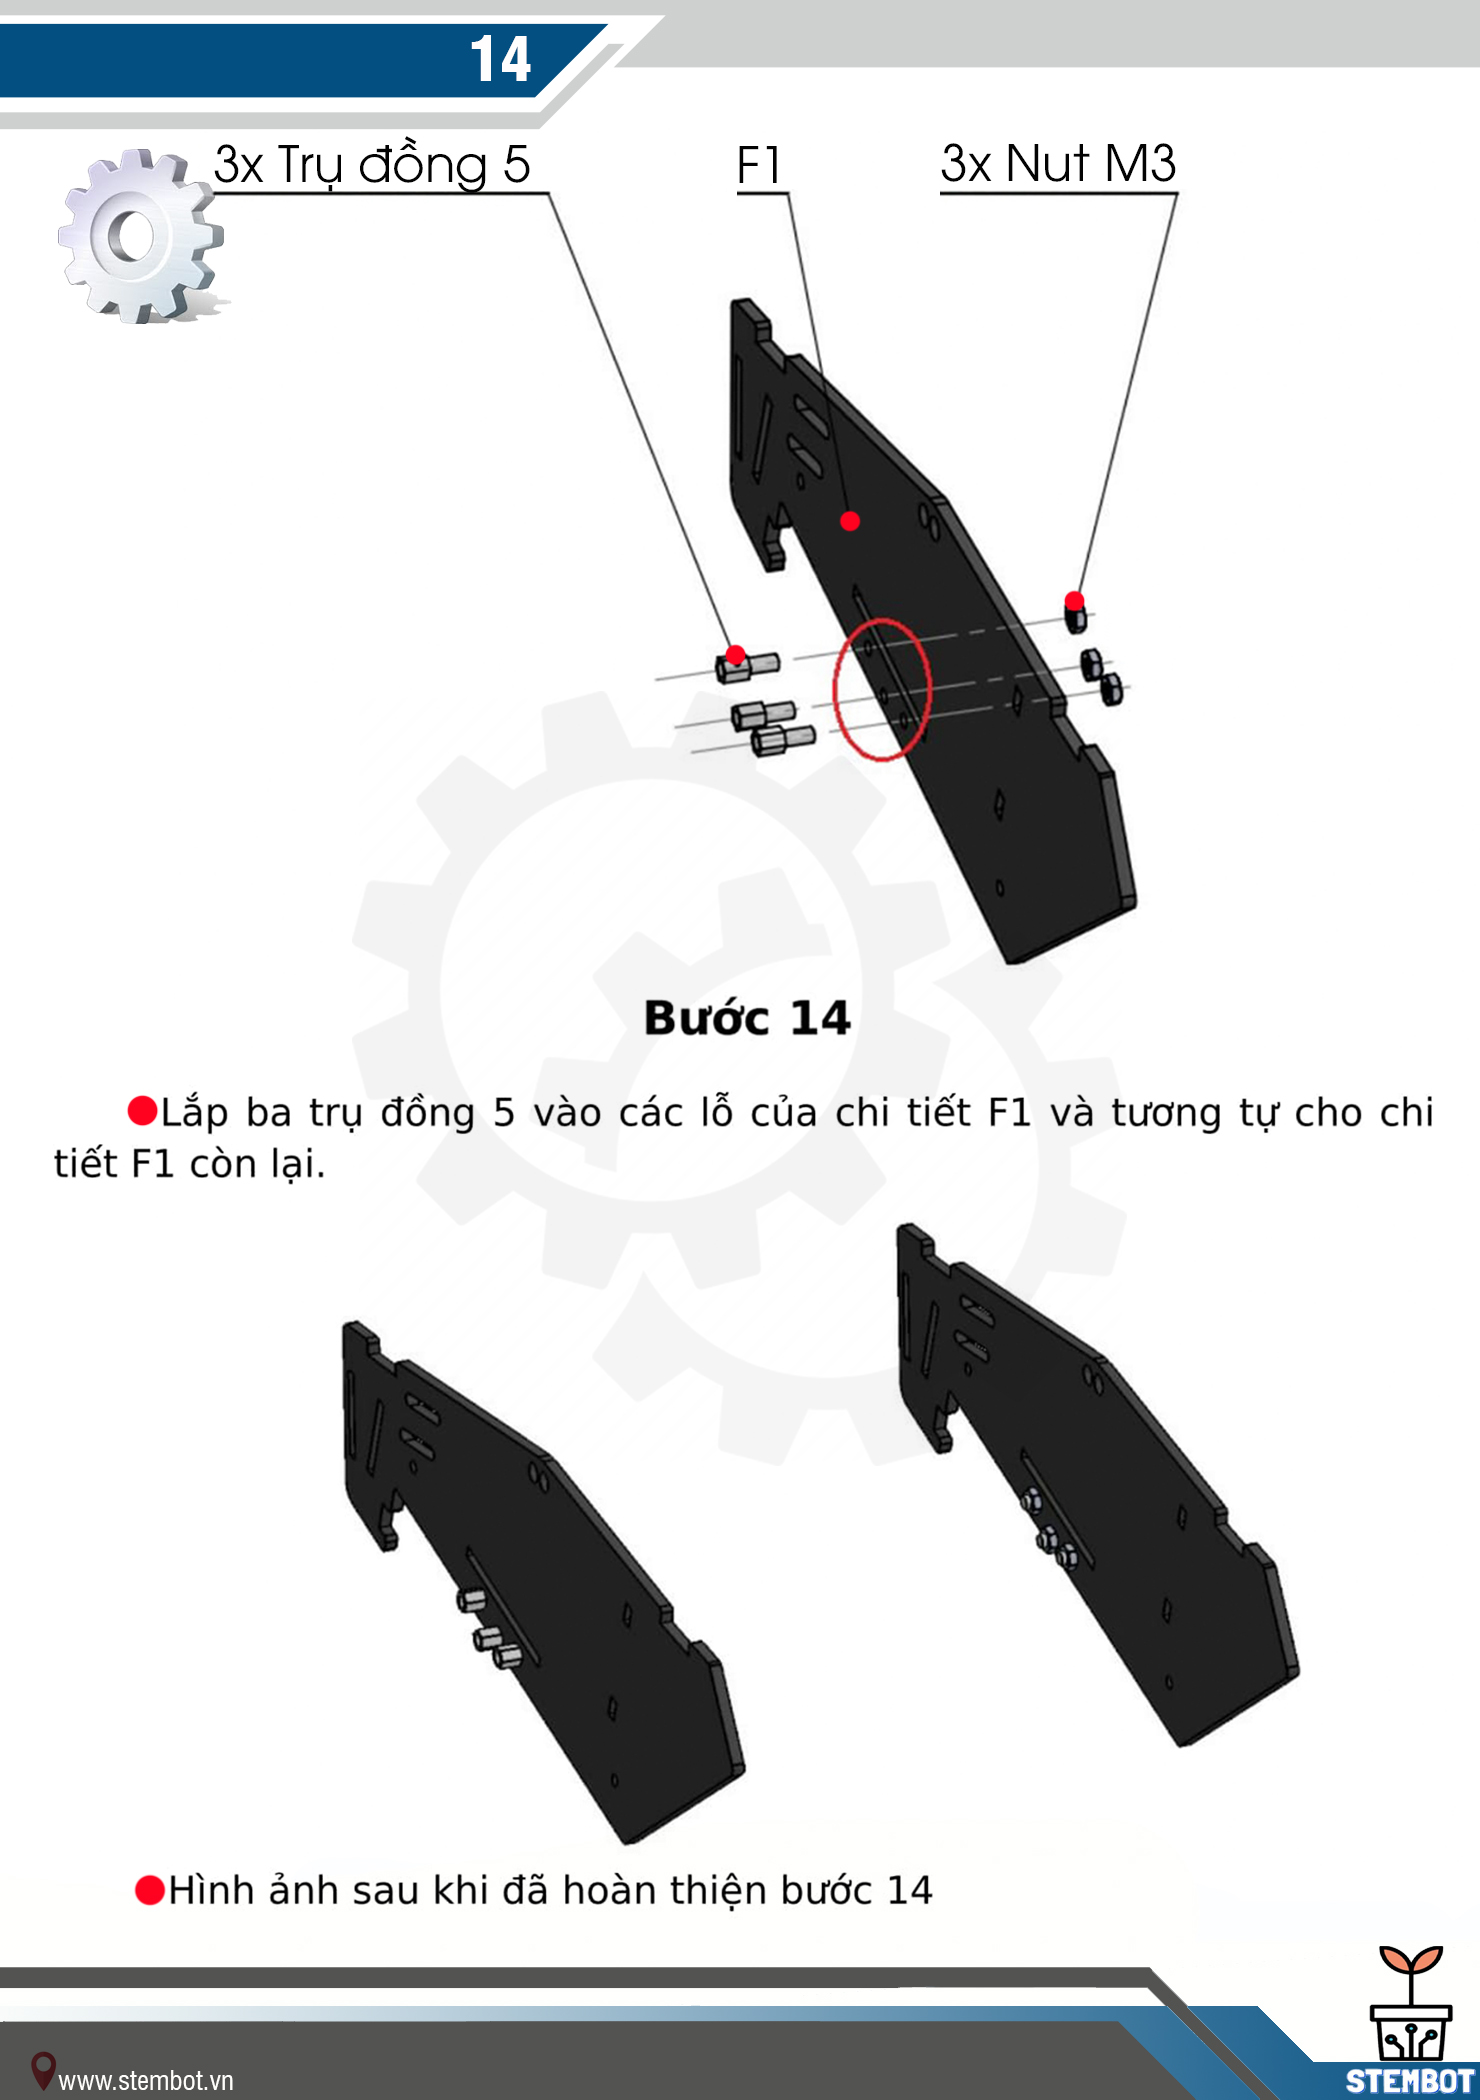 14
3x Trụ đồng 5
F1
3x Nut M3
Bước 14
Lắp ba trụ đồng 5 vào các lỗ của chi tiết F1 và tương tự cho chi
tiết F1 còn lại.
Hình ảnh sau khi đã hoàn thiện bước 14
www.stembot.vn
STEMBOT